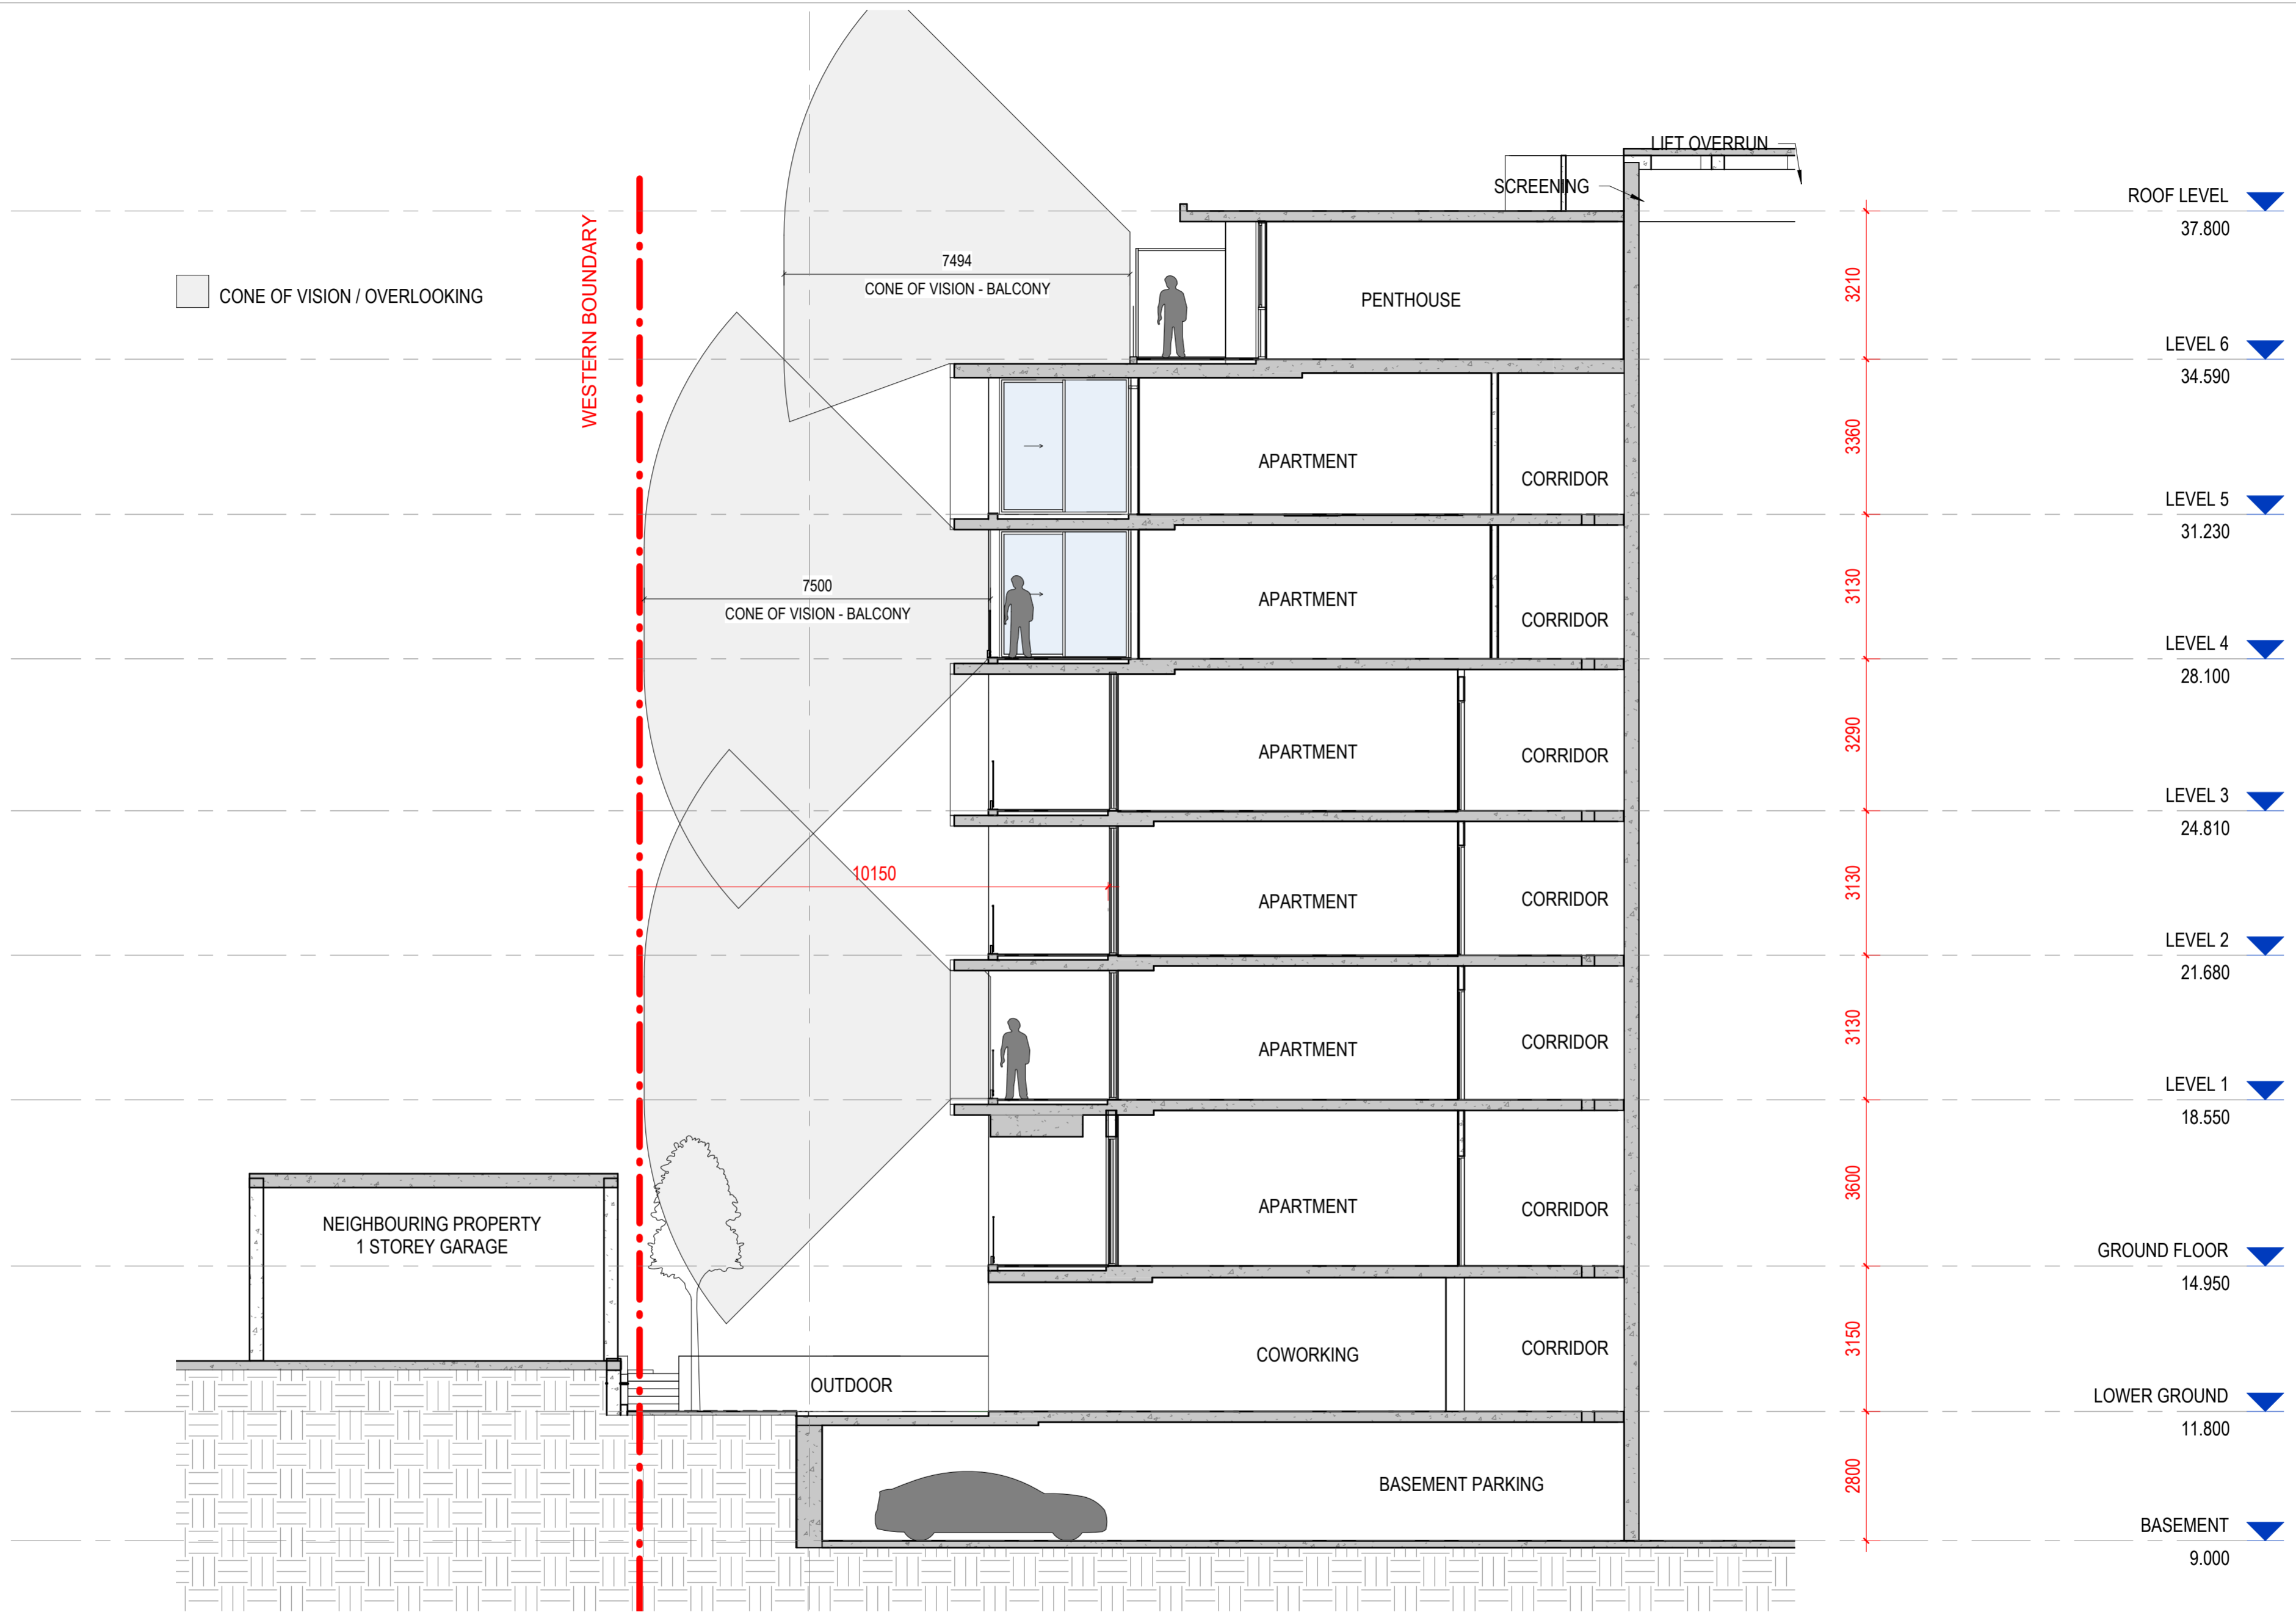 LIFT OVERRUN
SCREENING
ROOF LEVEL
37.800
WESTERN BOUNDARY
CONE OF VISION / OVERLOOKING
7494
CONE OF VISION - BALCONY
PENTHOUSE
3210
LEVEL 6
34.590
APARTMENT
CORRIDOR
3360
LEVEL 5
31.230
7500
CONE OF VISION - BALCONY
APARTMENT
CORRIDOR
3130
LEVEL 4
28.100
APARTMENT
CORRIDOR
3290
LEVEL 3
24.810
10150
APARTMENT
CORRIDOR
3130
LEVEL 2
21.680
APARTMENT
CORRIDOR
3130
LEVEL 1
18.550
NEIGHBOURING PROPERTY
1 STOREY GARAGE
APARTMENT
CORRIDOR
3600
GROUND FLOOR
14.950
OUTDOOR
COWORKING
CORRIDOR
3150
LOWER GROUND
11.800
BASEMENT PARKING
2800
BASEMENT
9.000